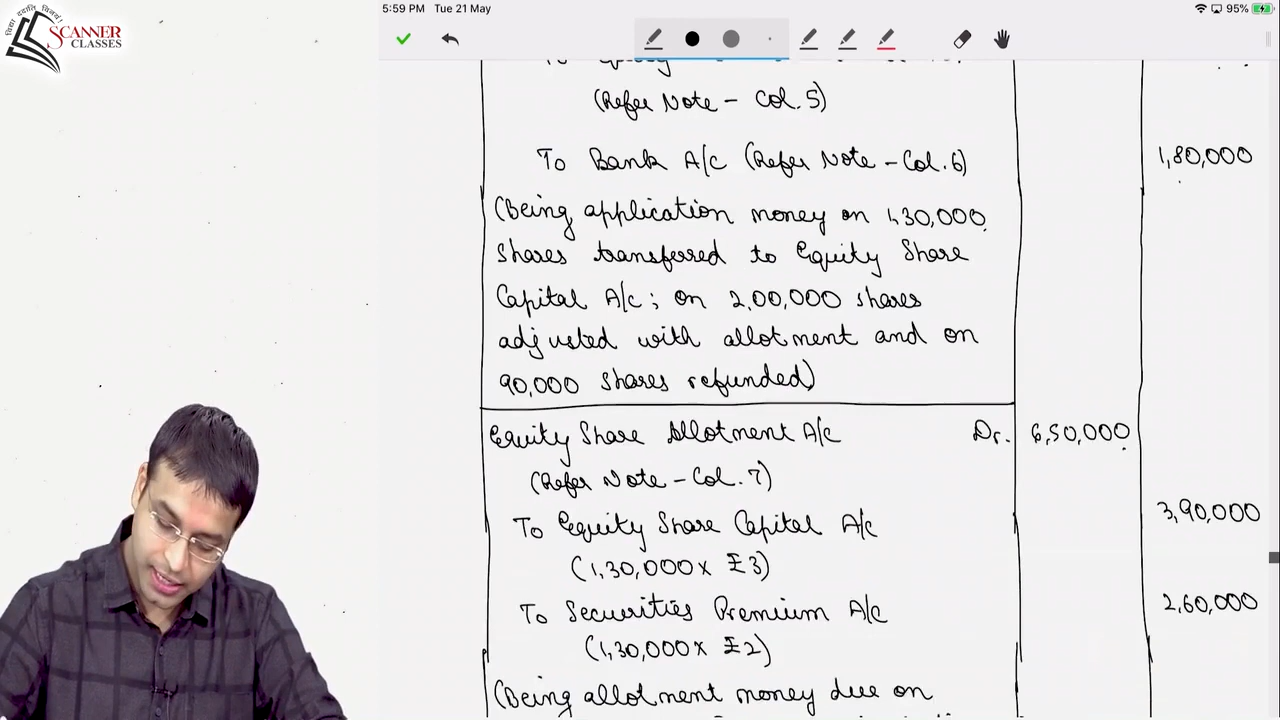 विद्या ददाति विनयं।
SCANNER
CLASSES
5:59 PM Tue 21 May
95%
(Refer Note - Col. 5)
To Bank A/c (Refer Note - Col. 6) 1,80,000
(Being application money on 1,30,000
shares transferred to Equity Share
Capital A/c; on 2,00,000 shares
adjusted with allotment and on
90,000 shares refunded)
Equity Share Allotment A/c Dr. 6,50,000
(Refer Note - Col. 7)
To Equity Share Capital A/c 3,90,000
(1,30,000 x ₹3)
To Securities Premium A/c 2,60,000
(1,30,000 x ₹2)
(Being allotment money due on